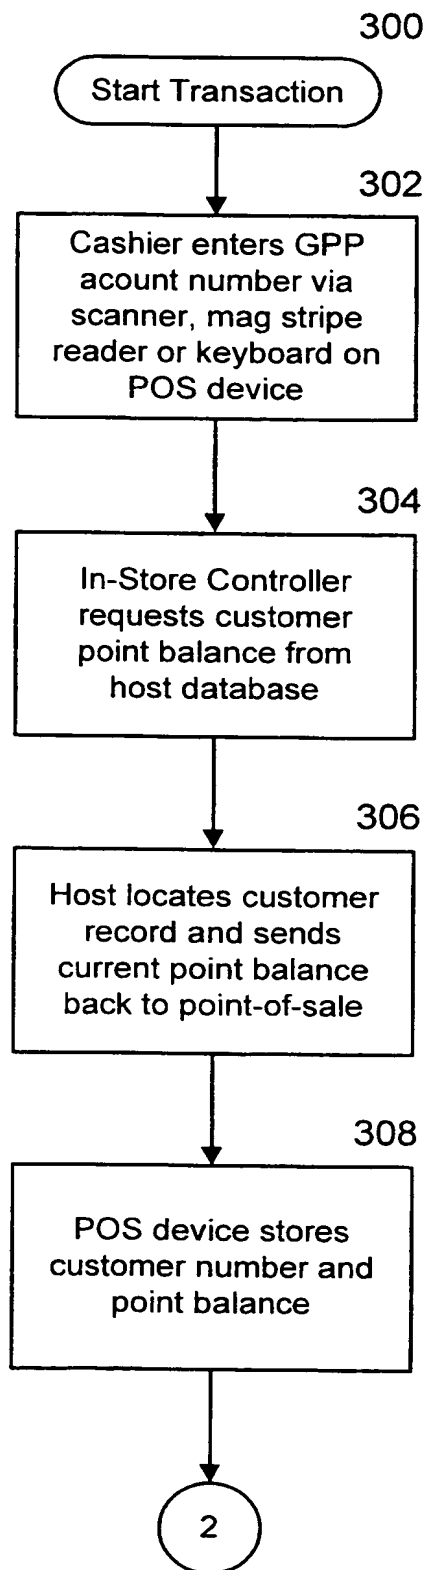 300
Start Transaction
302
Cashier enters GPP
acount number via
scanner, mag stripe
reader or keyboard on
POS device
304
In-Store Controller
requests customer
point balance from
host database
306
Host locates customer
record and sends
current point balance
back to point-of-sale
308
POS device stores
customer number and
point balance
2